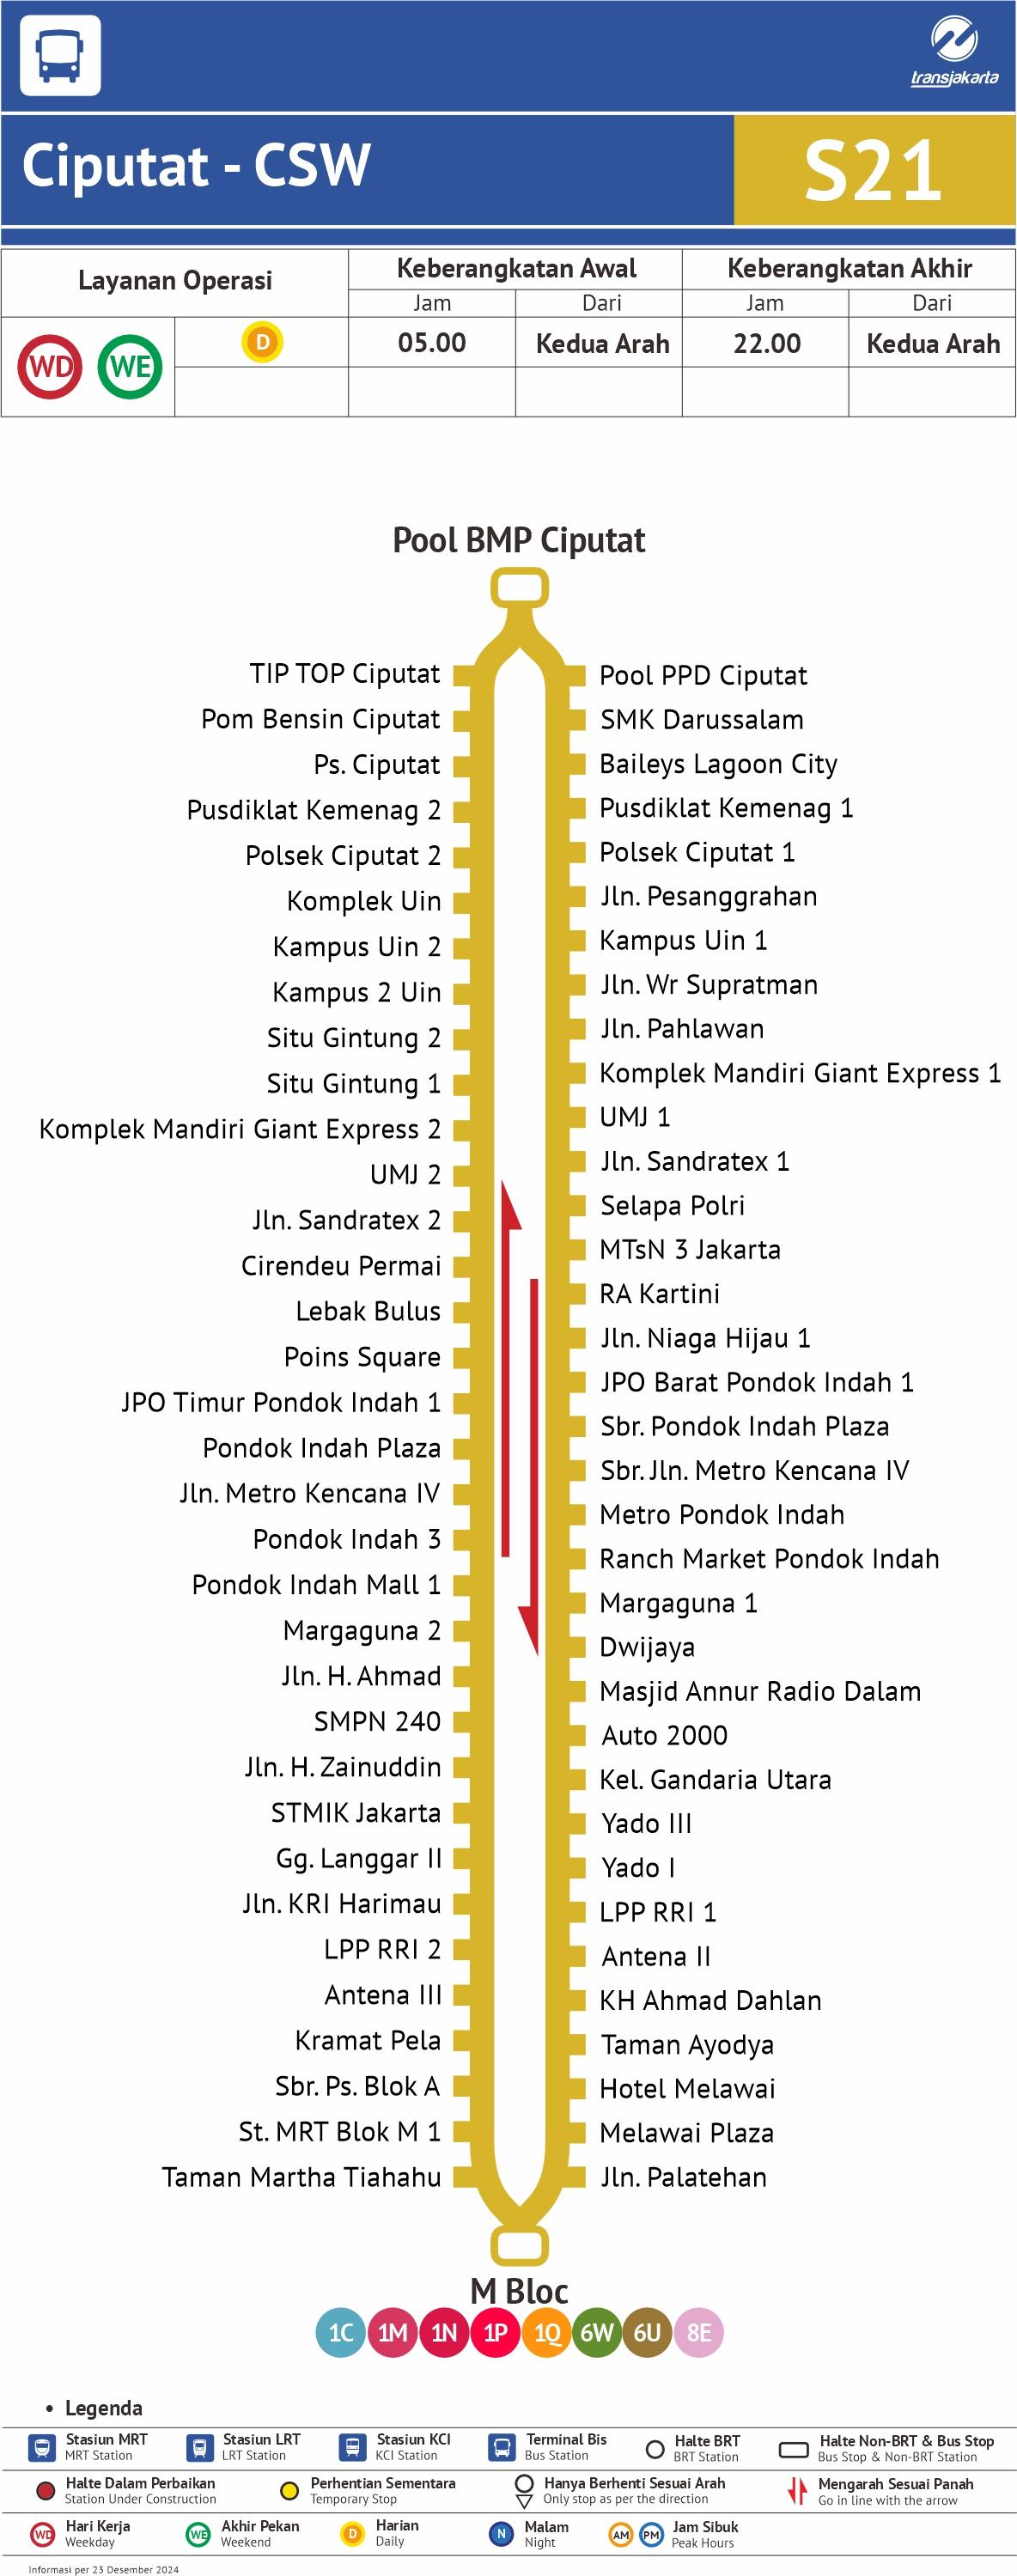 transjakarta
Ciputat - CSW
S21
Layanan Operasi
Keberangkatan Awal
Keberangkatan Akhir
Jam
Dari
Jam
Dari
WD
WE
D
05.00
Kedua Arah
22.00
Kedua Arah
Pool BMP Ciputat
TIP TOP Ciputat
Pom Bensin Ciputat
Ps. Ciputat
Pusdiklat Kemenag 2
Polsek Ciputat 2
Komplek Uin
Kampus Uin 2
Kampus 2 Uin
Situ Gintung 2
Situ Gintung 1
Komplek Mandiri Giant Express 2
UMJ 2
Jln. Sandratex 2
Cirendeu Permai
Lebak Bulus
Poins Square
JPO Timur Pondok Indah 1
Pondok Indah Plaza
Jln. Metro Kencana IV
Pondok Indah 3
Pondok Indah Mall 1
Margaguna 2
Jln. H. Ahmad
SMPN 240
Jln. H. Zainuddin
STMIK Jakarta
Gg. Langgar II
Jln. KRI Harimau
LPP RRI 2
Antena III
Kramat Pela
Sbr. Ps. Blok A
St. MRT Blok M 1
Taman Martha Tiahahu
Pool PPD Ciputat
SMK Darussalam
Baileys Lagoon City
Pusdiklat Kemenag 1
Polsek Ciputat 1
Jln. Pesanggrahan
Kampus Uin 1
Jln. Wr Supratman
Jln. Pahlawan
Komplek Mandiri Giant Express 1
UMJ 1
Jln. Sandratex 1
Selapa Polri
MTsN 3 Jakarta
RA Kartini
Jln. Niaga Hijau 1
JPO Barat Pondok Indah 1
Sbr. Pondok Indah Plaza
Sbr. Jln. Metro Kencana IV
Metro Pondok Indah
Ranch Market Pondok Indah
Margaguna 1
Dwijaya
Masjid Annur Radio Dalam
Auto 2000
Kel. Gandaria Utara
Yado III
Yado I
LPP RRI 1
Antena II
KH Ahmad Dahlan
Taman Ayodya
Hotel Melawai
Melawai Plaza
Jln. Palatehan
M Bloc
1C 1M 1N 1P 1Q 6W 6U 8E
• Legenda
Stasiun MRT
MRT Station
Stasiun LRT
LRT Station
Stasiun KCI
KCI Station
Terminal Bis
Bus Station
Halte BRT
BRT Station
Halte Non-BRT & Bus Stop
Bus Stop & Non-BRT Station
Halte Dalam Perbaikan
Station Under Construction
Perhentian Sementara
Temporary Stop
Hanya Berhenti Sesuai Arah
Only stop as per the direction
Mengarah Sesuai Panah
Go in line with the arrow
WD
Hari Kerja
Weekday
WE
Akhir Pekan
Weekend
D
Harian
Daily
N
Malam
Night
AM PM
Jam Sibuk
Peak Hours
Informasi per 23 Desember 2024